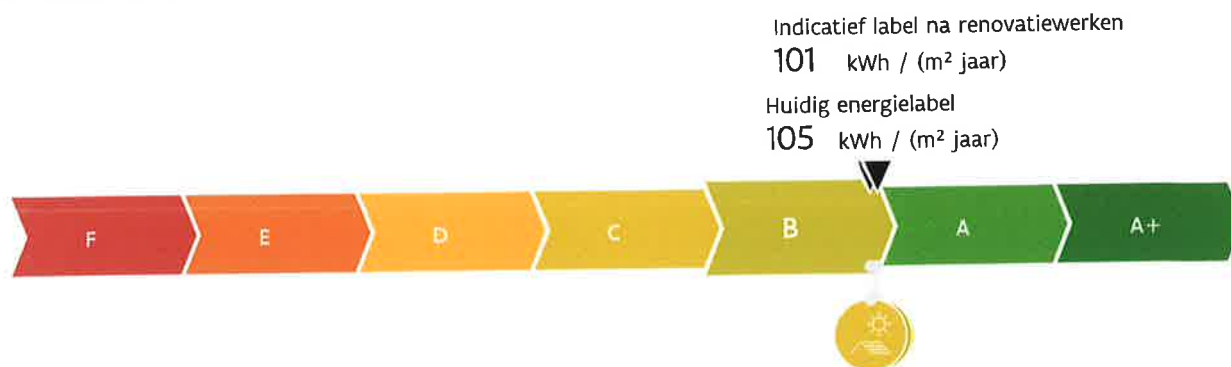 Indicatief label na renovatiewerken
101 kWh / (m² jaar)
Huidig energielabel
105 kWh / (m² jaar)
F E D C B A A+